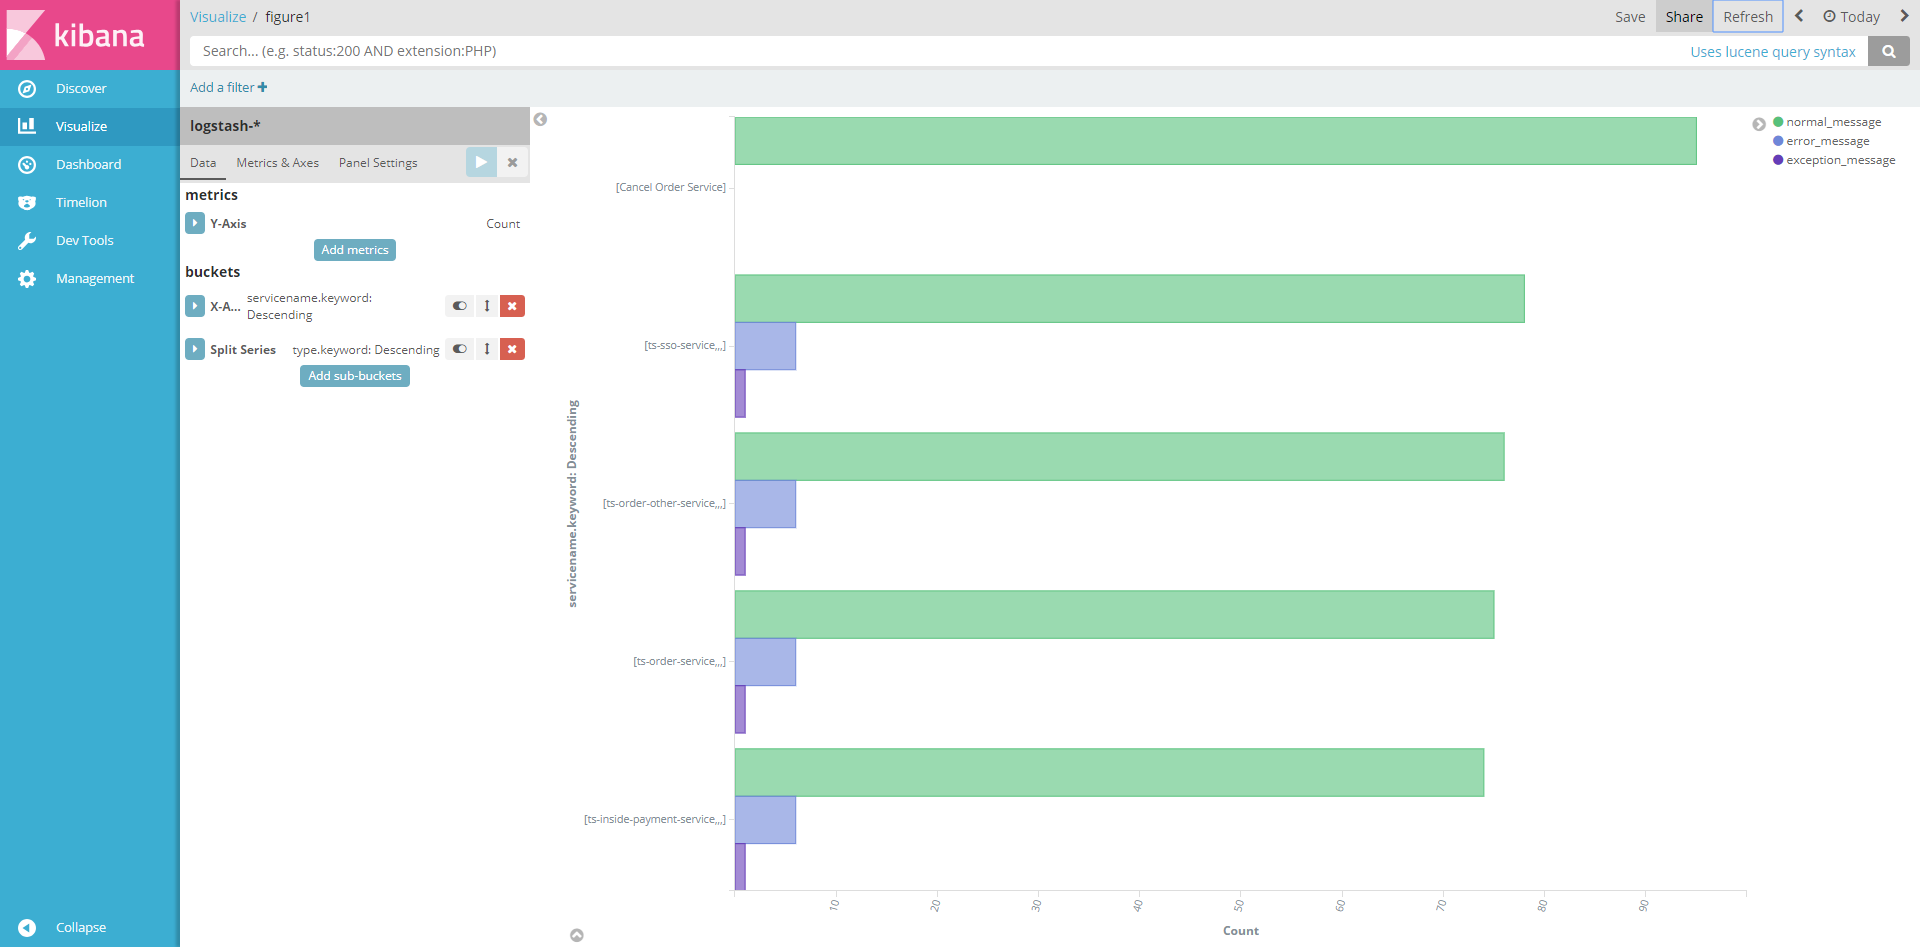 kibana
Discover
Visualize
Dashboard
Timelion
Dev Tools
Management
Collapse
Visualize / figure1
Save Share Refresh Today
Search... (e.g. status:200 AND extension:PHP)
Uses lucene query syntax
Add a filter
logstash-*
Data Metrics & Axes Panel Settings
metrics
Y-Axis Count
Add metrics
buckets
X-A... servicename.keyword:
Descending
Split Series type.keyword: Descending
Add sub-buckets
servicename.keyword: Descending
[Cancel Order Service]
[ts-sso-service,,,]
[ts-order-other-service,,,]
[ts-order-service,,,]
[ts-inside-payment-service,,,]
10 20 30 40 50 60 70 80 90
Count
normal_message
error_message
exception_message